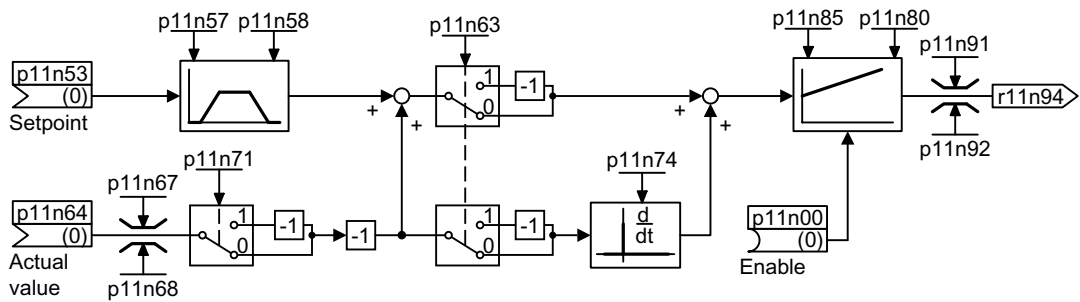 p11n57 p11n58
p11n63
p11n85 p11n80
p11n91
p11n53
(0)
Setpoint
1
0
-1
+
+
+
+
r11n94
p11n92
p11n71
p11n67
p11n64
(0)
Actual
value
p11n68
1
0
-1
-1
1
0
-1
p11n74
d
dt
p11n00
(0)
Enable